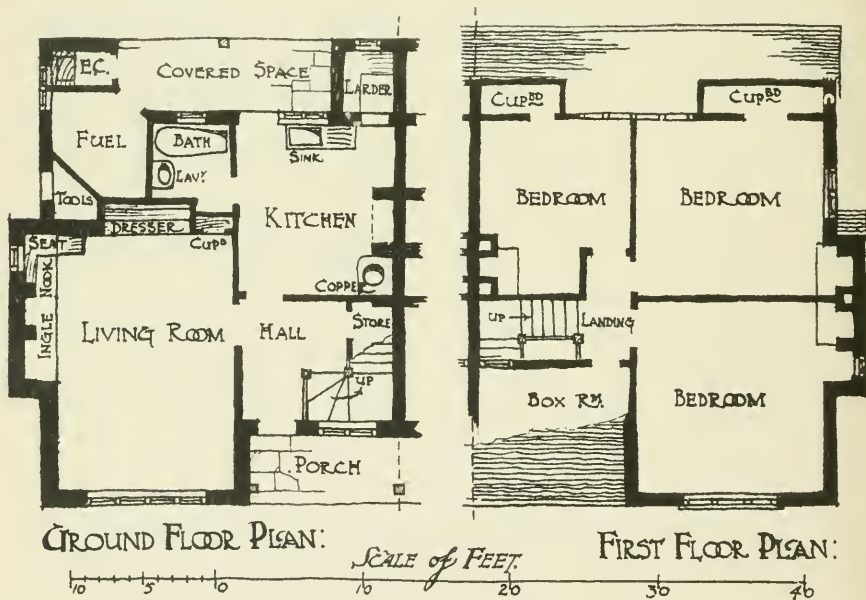 E.C.
COVERED SPACE
LARDER
FUEL
BATH
LAVY.
SINK
TOOLS
KITCHEN
DRESSER
CUPD
SEAT
COPPER
INGLE NOOK
LIVING ROOM
HALL
STORE
UP
PORCH
GROUND FLOOR PLAN:
CUPBD
CUPBD
BEDROOM
BEDROOM
UP
LANDING
BOX RM.
BEDROOM
FIRST FLOOR PLAN:
SCALE of FEET.
10 5 0 10 20 30 40